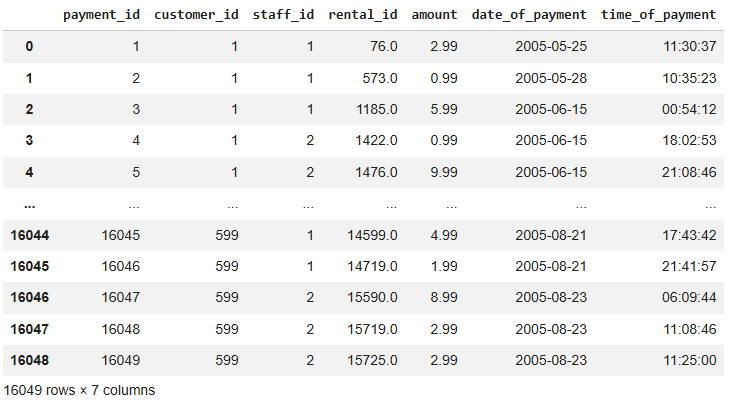 payment_id customer_id staff_id rental_id amount date_of_payment time_of_payment
0 1 1 1 76.0 2.99 2005-05-25 11:30:37
1 2 1 1 573.0 0.99 2005-05-28 10:35:23
2 3 1 1 1185.0 5.99 2005-06-15 00:54:12
3 4 1 2 1422.0 0.99 2005-06-15 18:02:53
4 5 1 2 1476.0 9.99 2005-06-15 21:08:46
... ... ... ... ... ... ... ...
16044 16045 599 1 14599.0 4.99 2005-08-21 17:43:42
16045 16046 599 1 14719.0 1.99 2005-08-21 21:41:57
16046 16047 599 2 15590.0 8.99 2005-08-23 06:09:44
16047 16048 599 2 15719.0 2.99 2005-08-23 11:08:46
16048 16049 599 2 15725.0 2.99 2005-08-23 11:25:00
16049 rows × 7 columns